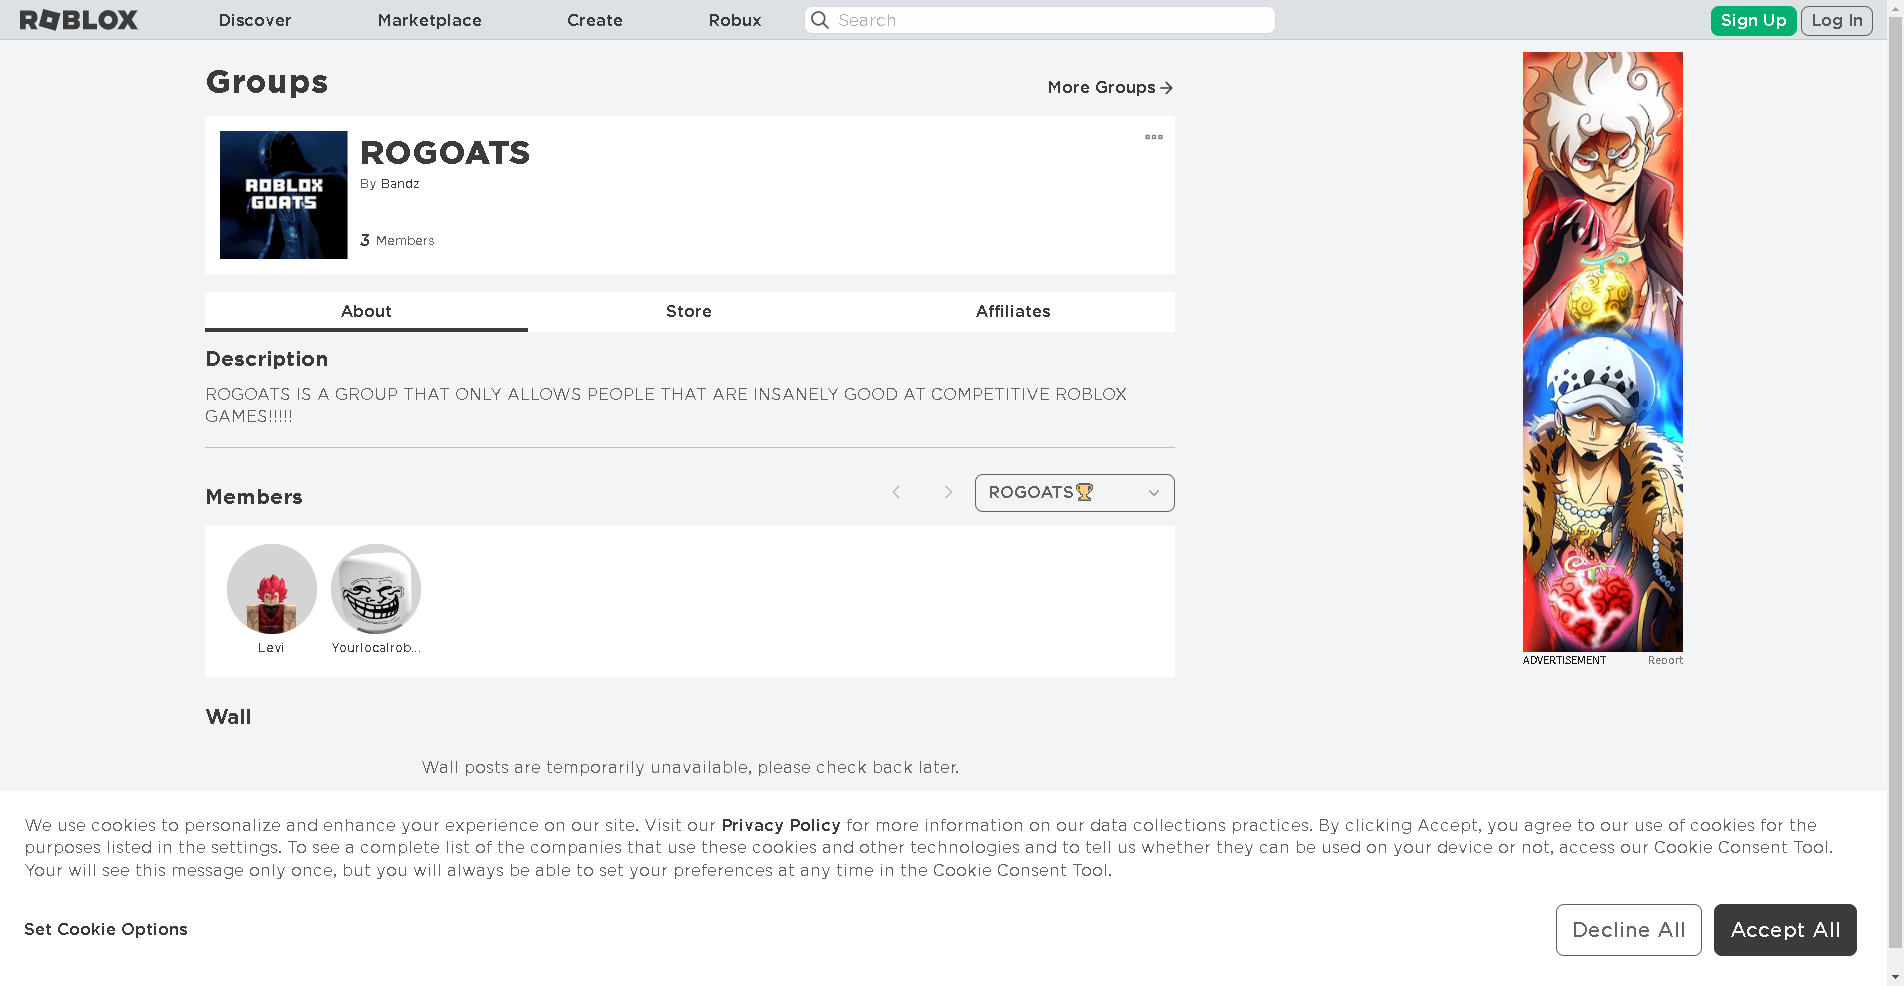 ROBLOX
Discover
Marketplace
Create
Robux
Search
Sign Up
Log In
Groups
More Groups
ROBLOX
GOATS
ROGOATS
By Bandz
3 Members
About
Store
Affiliates
Description
ROGOATS IS A GROUP THAT ONLY ALLOWS PEOPLE THAT ARE INSANELY GOOD AT COMPETITIVE ROBLOX
GAMES!!!!!
Members
ROGOATS🏆
Levi
Yourlocalrob...
ADVERTISEMENT
Report
Wall
Wall posts are temporarily unavailable, please check back later.
We use cookies to personalize and enhance your experience on our site. Visit our Privacy Policy for more information on our data collections practices. By clicking Accept, you agree to our use of cookies for the
purposes listed in the settings. To see a complete list of the companies that use these cookies and other technologies and to tell us whether they can be used on your device or not, access our Cookie Consent Tool.
Your will see this message only once, but you will always be able to set your preferences at any time in the Cookie Consent Tool.
Set Cookie Options
Decline All
Accept All